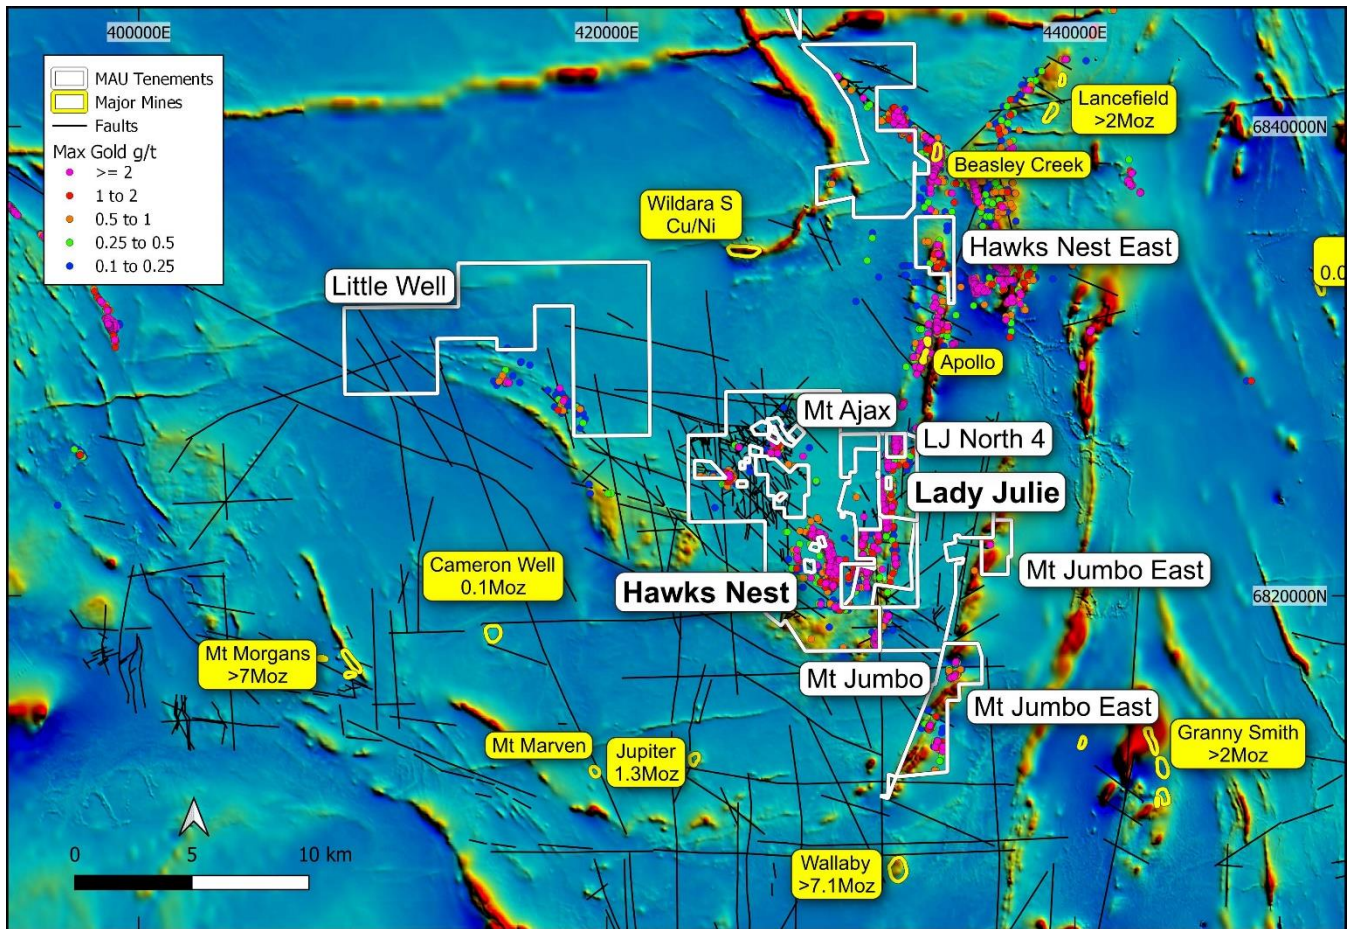 400000E
420000E
440000E
MAU Tenements
Major Mines
Faults
Max Gold g/t
>= 2
1 to 2
0.5 to 1
0.25 to 0.5
0.1 to 0.25
Lancefield
>2Moz
6840000N
Beasley Creek
Wildara S
Cu/Ni
Hawks Nest East
0.0
Little Well
Apollo
Mt Ajax
LJ North 4
Lady Julie
Cameron Well
0.1Moz
Hawks Nest
Mt Jumbo East
6820000N
Mt Morgans
>7Moz
Mt Jumbo
Mt Jumbo East
Mt Marven
Jupiter
1.3Moz
Granny Smith
>2Moz
0
5
10 km
Wallaby
>7.1Moz